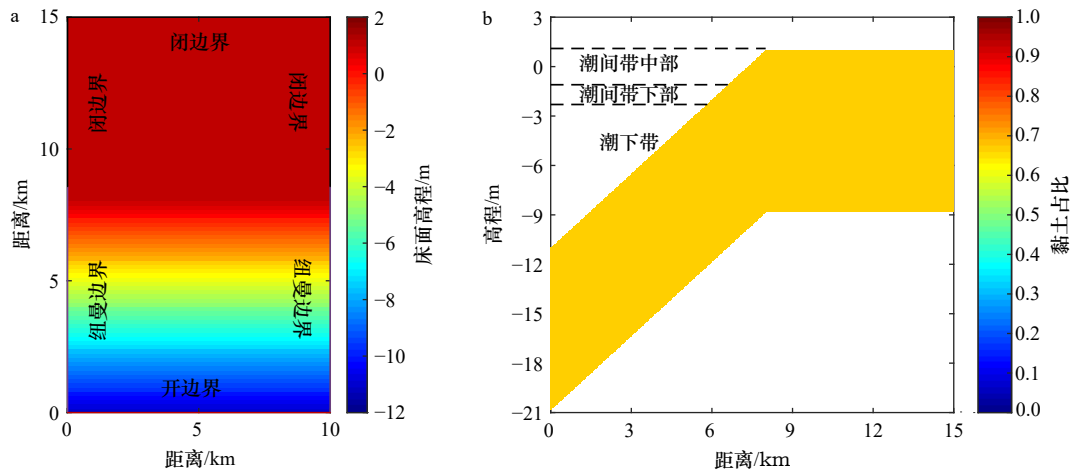 a
15
10
5
0
0
5
10
距离/km
距离/km
闭边界
闭边界
闭边界
纽曼边界
纽曼边界
开边界
2
0
−2
−4
−6
−8
−10
−12
床面高程/m
b
3
0
−3
−6
−9
−12
−15
−18
−21
高程/m
潮间带中部
潮间带下部
潮下带
0
3
6
9
12
15
距离/km
1.0
0.9
0.8
0.7
0.6
0.5
0.4
0.3
0.2
0.1
0.0
黏土占比